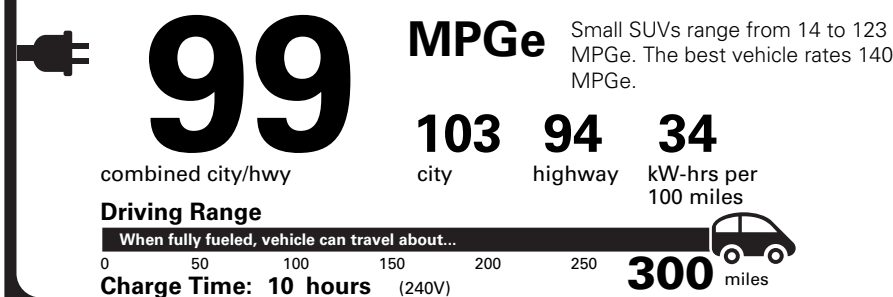 99
combined city/hwy
MPGe
Small SUVs range from 14 to 123
MPGe. The best vehicle rates 140
MPGe.
103
city
94
highway
34
kW-hrs per
100 miles
Driving Range
When fully fueled, vehicle can travel about...
0 50 100 150 200 250 300 miles
Charge Time: 10 hours (240V)